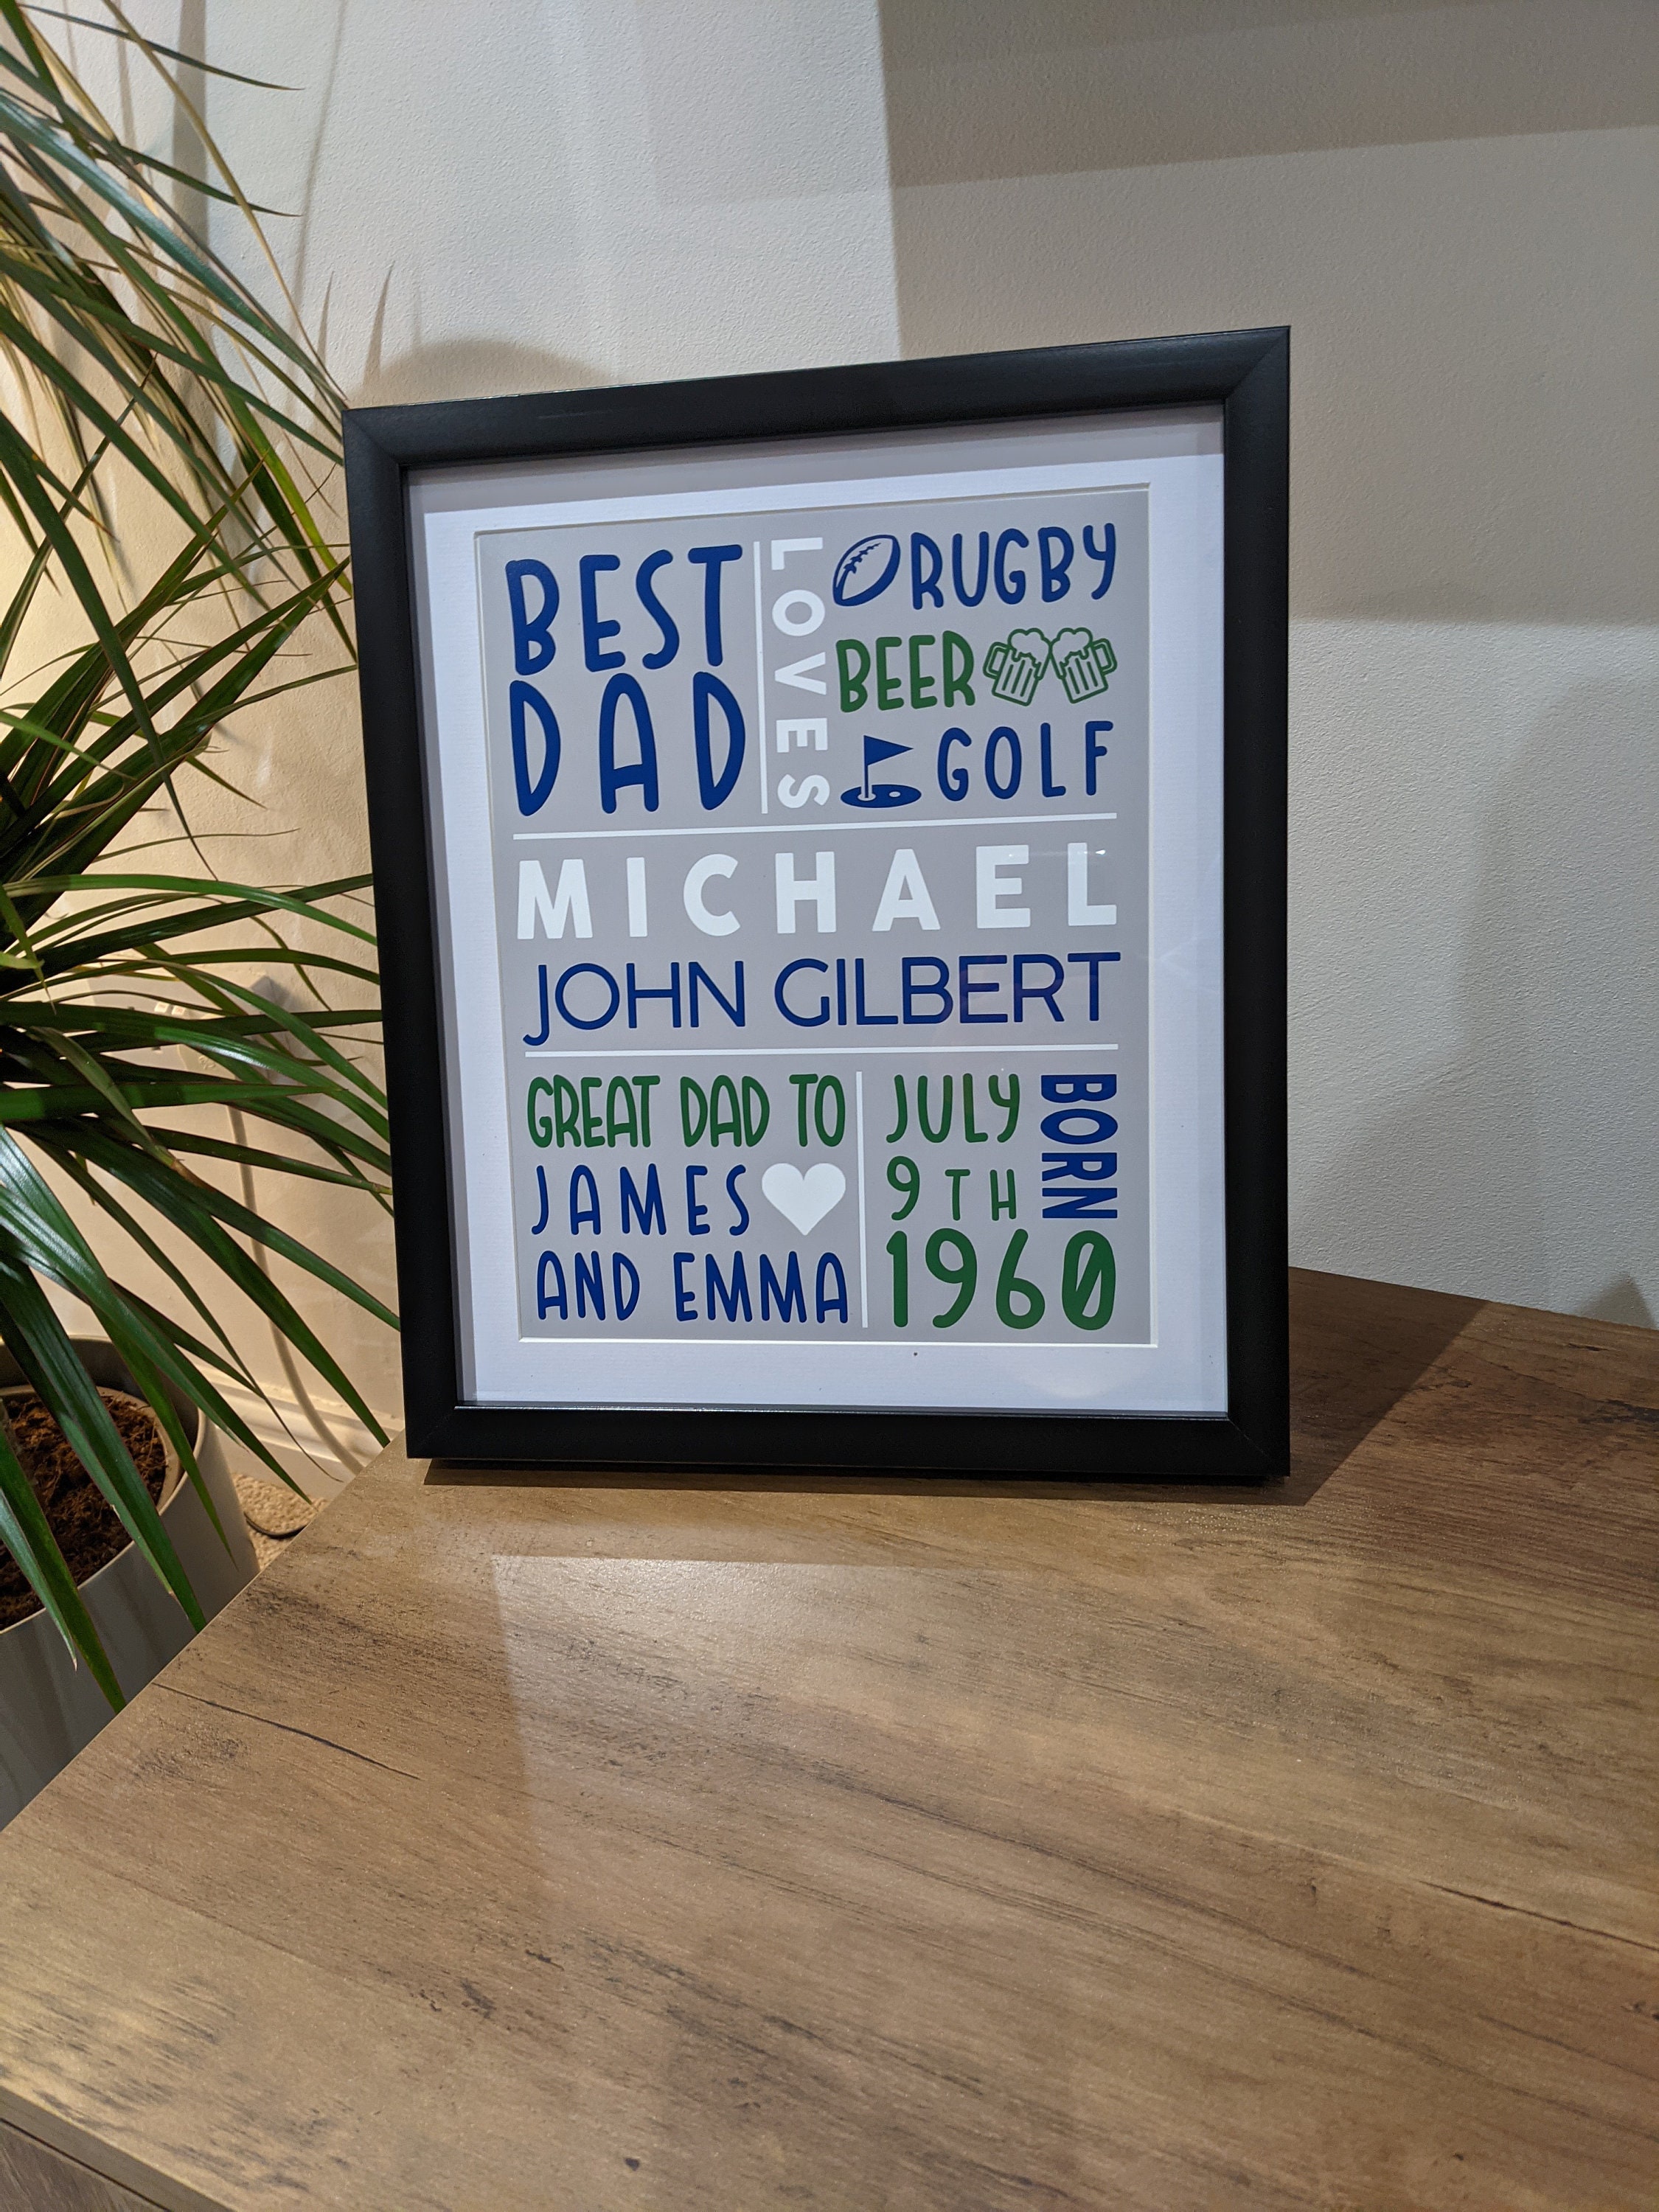 BEST
DAD
LOVES
RUGBY
BEER
GOLF
MICHAEL
JOHN GILBERT
GREAT DAD TO
JAMES
AND EMMA
BORN
JULY
9TH
1960